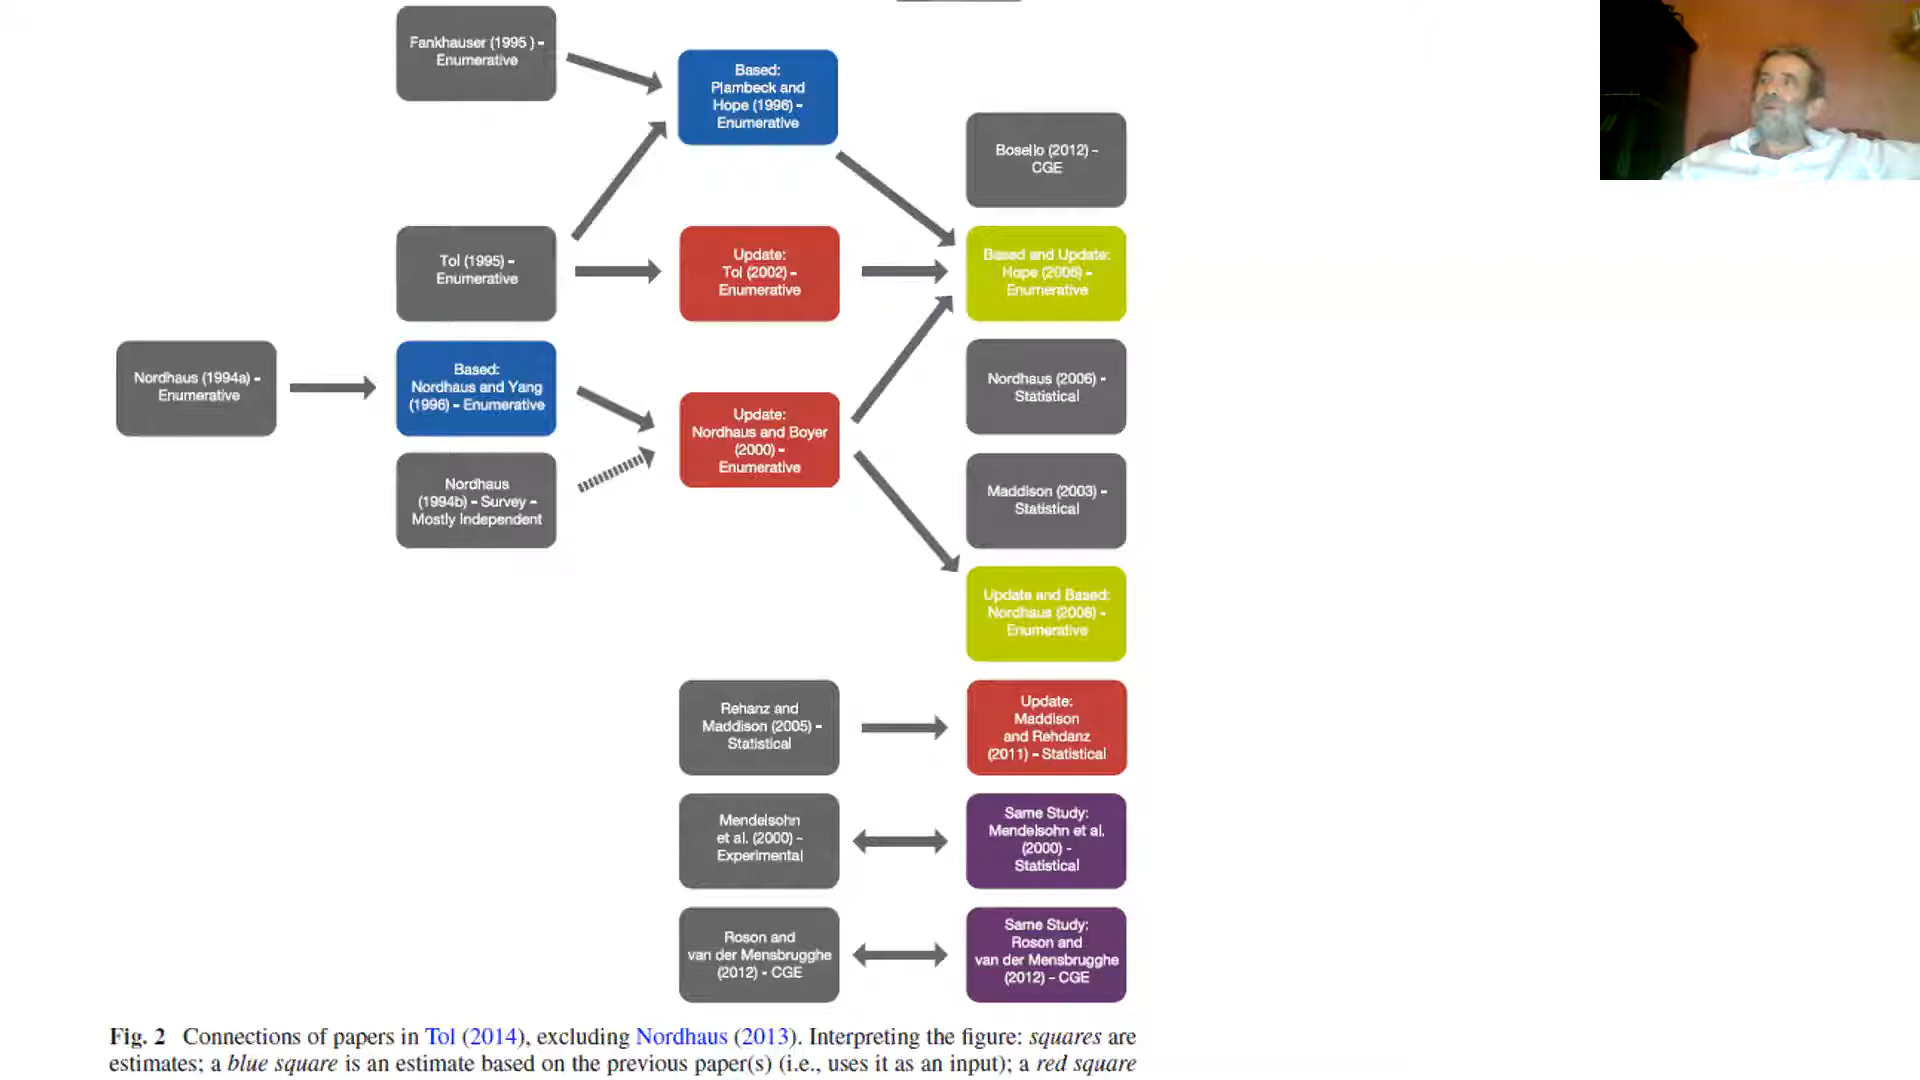 Fankhauser (1995 ) -
Enumerative
Based:
Plambeck and
Hope (1996) -
Enumerative
Bosello (2012) -
CGE
Tol (1995) -
Enumerative
Update:
Tol (2002) -
Enumerative
Based and Update:
Hope (2006) -
Enumerative
Nordhaus (1994a) -
Enumerative
Based:
Nordhaus and Yang
(1996) - Enumerative
Update:
Nordhaus and Boyer
(2000) -
Enumerative
Nordhaus (2006) -
Statistical
Nordhaus
(1994b) - Survey -
Mostly Independent
Maddison (2003) -
Statistical
Update and Based:
Nordhaus (2008) -
Enumerative
Rehanz and
Maddison (2005) -
Statistical
Update:
Maddison
and Rehdanz
(2011) - Statistical
Mendelsohn
et al. (2000) -
Experimental
Same Study:
Mendelsohn et al.
(2000) -
Statistical
Roson and
van der Mensbrugghe
(2012) - CGE
Same Study:
Roson and
van der Mensbrugghe
(2012) - CGE
Fig. 2 Connections of papers in Tol (2014), excluding Nordhaus (2013). Interpreting the figure: squares are
estimates; a blue square is an estimate based on the previous paper(s) (i.e., uses it as an input); a red square